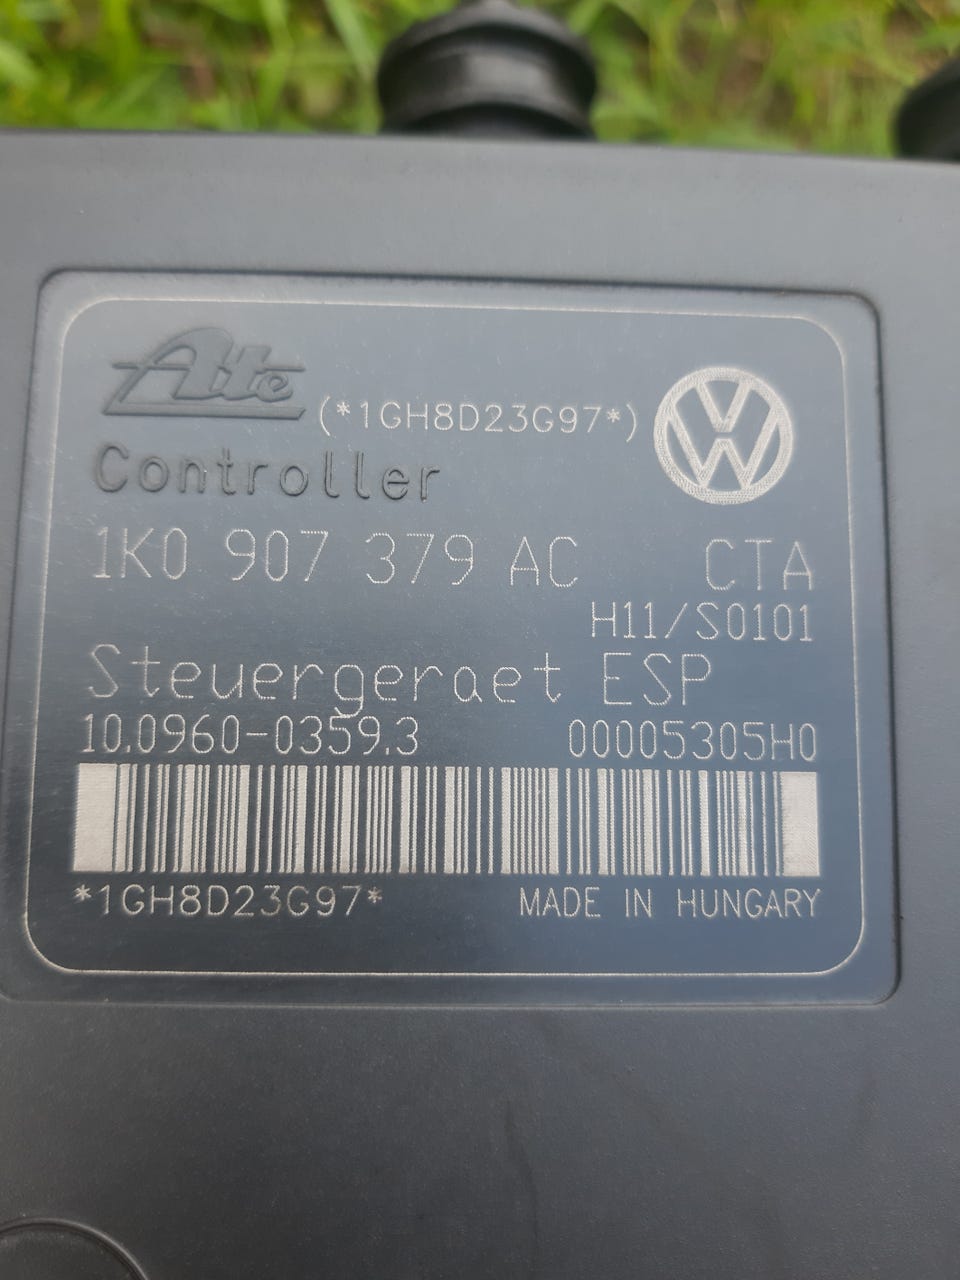 Ate (*1GH8D23G97*)
Controller
1K0 907 379 AC CTA
H11/S0101
Steuergeraet ESP
10.0960-0359.3 00005305H0
*1GH8D23G97* MADE IN HUNGARY